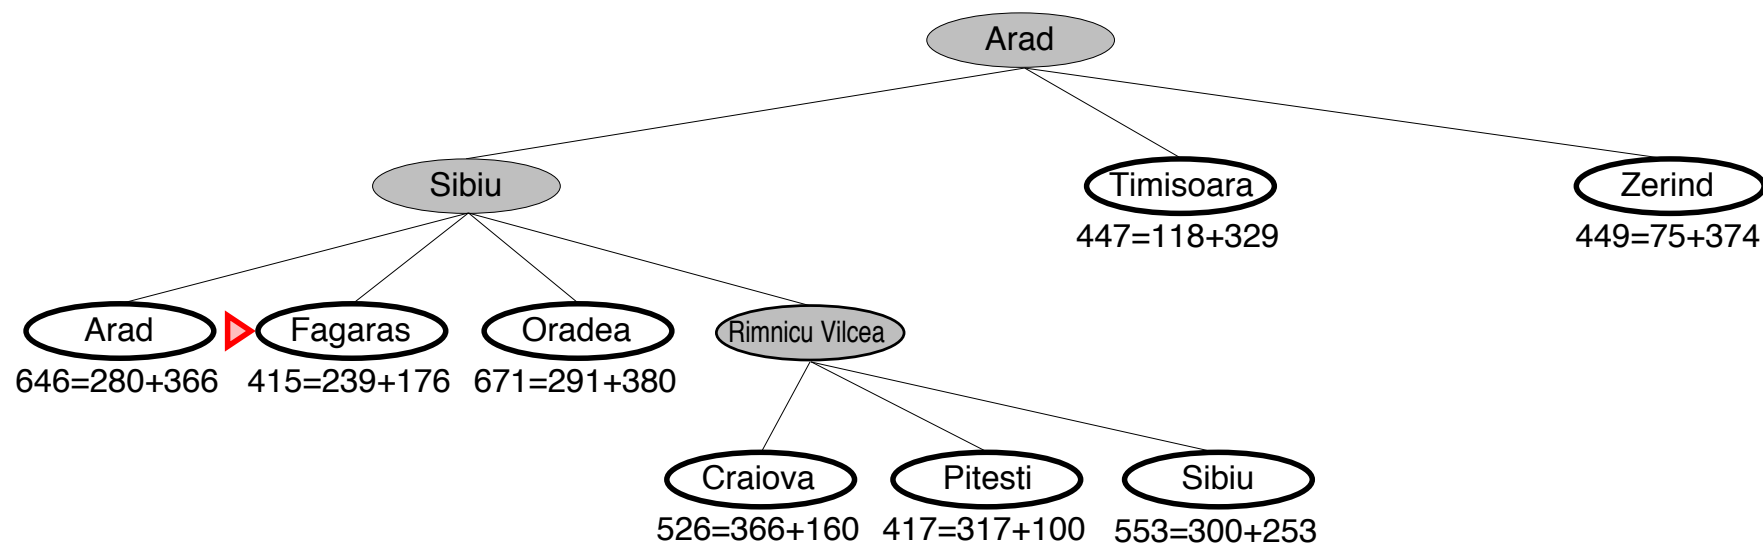 Arad
Sibiu Timisoara Zerind
447=118+329 449=75+374
Arad Fagaras Oradea Rimnicu Vilcea
646=280+366 415=239+176 671=291+380
Craiova Pitesti Sibiu
526=366+160 417=317+100 553=300+253